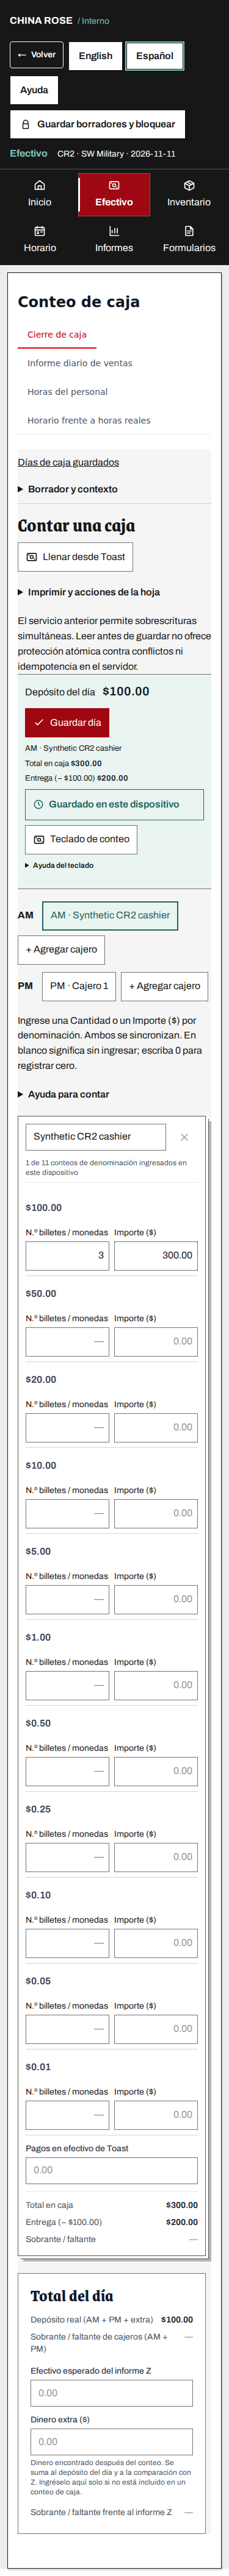 CHINA ROSE / Interno
← Volver English Español
Ayuda
Guardar borradores y bloquear
Efectivo CR2 · SW Military · 2026-11-11
Inicio Efectivo Inventario
Horario Informes Formularios
Conteo de caja
Cierre de caja
Informe diario de ventas
Horas del personal
Horario frente a horas reales
Días de caja guardados
Borrador y contexto
Contar una caja
Llenar desde Toast
Imprimir y acciones de la hoja
El servicio anterior permite sobrescrituras
simultáneas. Leer antes de guardar no ofrece
protección atómica contra conflictos ni
idempotencia en el servidor.
Depósito del día $100.00
Guardar día
AM · Synthetic CR2 cashier
Total en caja $300.00
Entrega (− $100.00) $200.00
Guardado en este dispositivo
Teclado de conteo
Ayuda del teclado
AM AM · Synthetic CR2 cashier
+ Agregar cajero
PM PM · Cajero 1 + Agregar cajero
Ingrese una Cantidad o un Importe ($) por
denominación. Ambos se sincronizan. En
blanco significa sin ingresar; escriba 0 para
registrar cero.
Ayuda para contar
Synthetic CR2 cashier ×
1 de 11 conteos de denominación ingresados en
este dispositivo
$100.00
N.º billetes / monedas Importe ($)
3 300.00
$50.00
N.º billetes / monedas Importe ($)
— 0.00
$20.00
N.º billetes / monedas Importe ($)
— 0.00
$10.00
N.º billetes / monedas Importe ($)
— 0.00
$5.00
N.º billetes / monedas Importe ($)
— 0.00
$1.00
N.º billetes / monedas Importe ($)
— 0.00
$0.50
N.º billetes / monedas Importe ($)
— 0.00
$0.25
N.º billetes / monedas Importe ($)
— 0.00
$0.10
N.º billetes / monedas Importe ($)
— 0.00
$0.05
N.º billetes / monedas Importe ($)
— 0.00
$0.01
N.º billetes / monedas Importe ($)
— 0.00
Pagos en efectivo de Toast
0.00
Total en caja $300.00
Entrega (− $100.00) $200.00
Sobrante / faltante —
Total del día
Depósito real (AM + PM + extra) $100.00
Sobrante / faltante de cajeros (AM + —
PM)
Efectivo esperado del informe Z
0.00
Dinero extra ($)
0.00
Dinero encontrado después del conteo. Se
suma al depósito del día y a la comparación con
Z. Ingréselo aquí solo si no está incluido en un
conteo de caja.
Sobrante / faltante frente al informe Z —